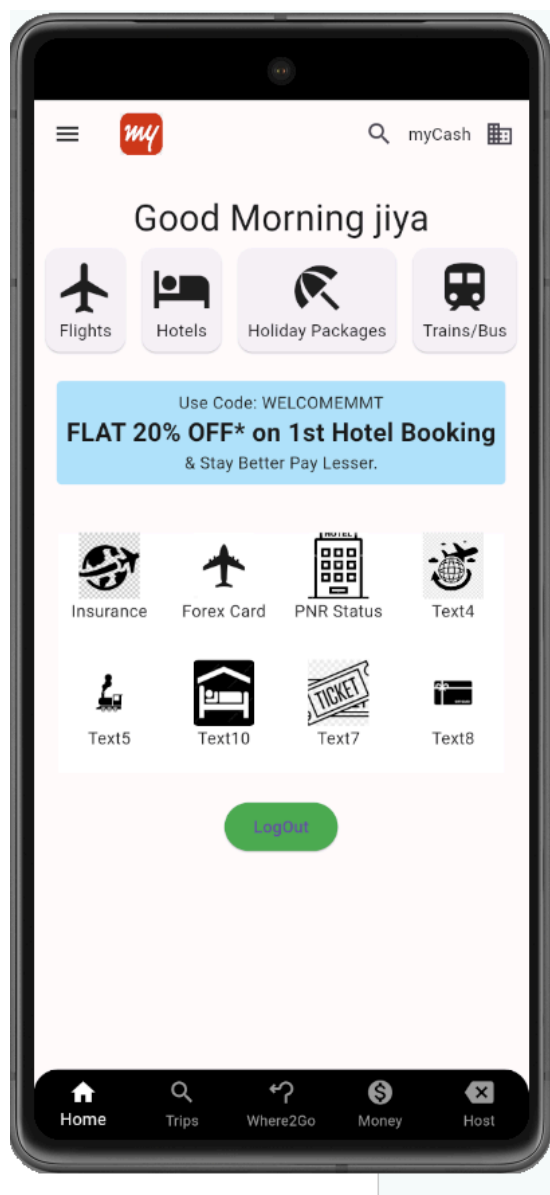 my
myCash
Good Morning jiya
Flights
Hotels
Holiday Packages
Trains/Bus
Use Code: WELCOMEMMT
FLAT 20% OFF* on 1st Hotel Booking
& Stay Better Pay Lesser.
HOTEL
Insurance
Forex Card
PNR Status
Text4
TICKET
Text5
Text10
Text7
Text8
LogOut
Home
Trips
Where2Go
Money
Host